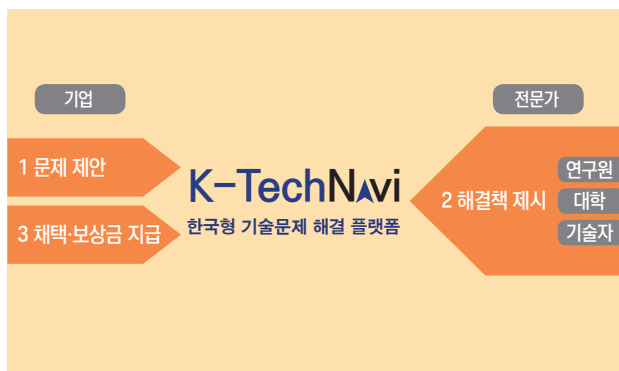 기업
1 문제 제안
3 채택·보상금 지급
K-TechNavi
한국형 기술문제 해결 플랫폼
전문가
2 해결책 제시
연구원
대학
기술자